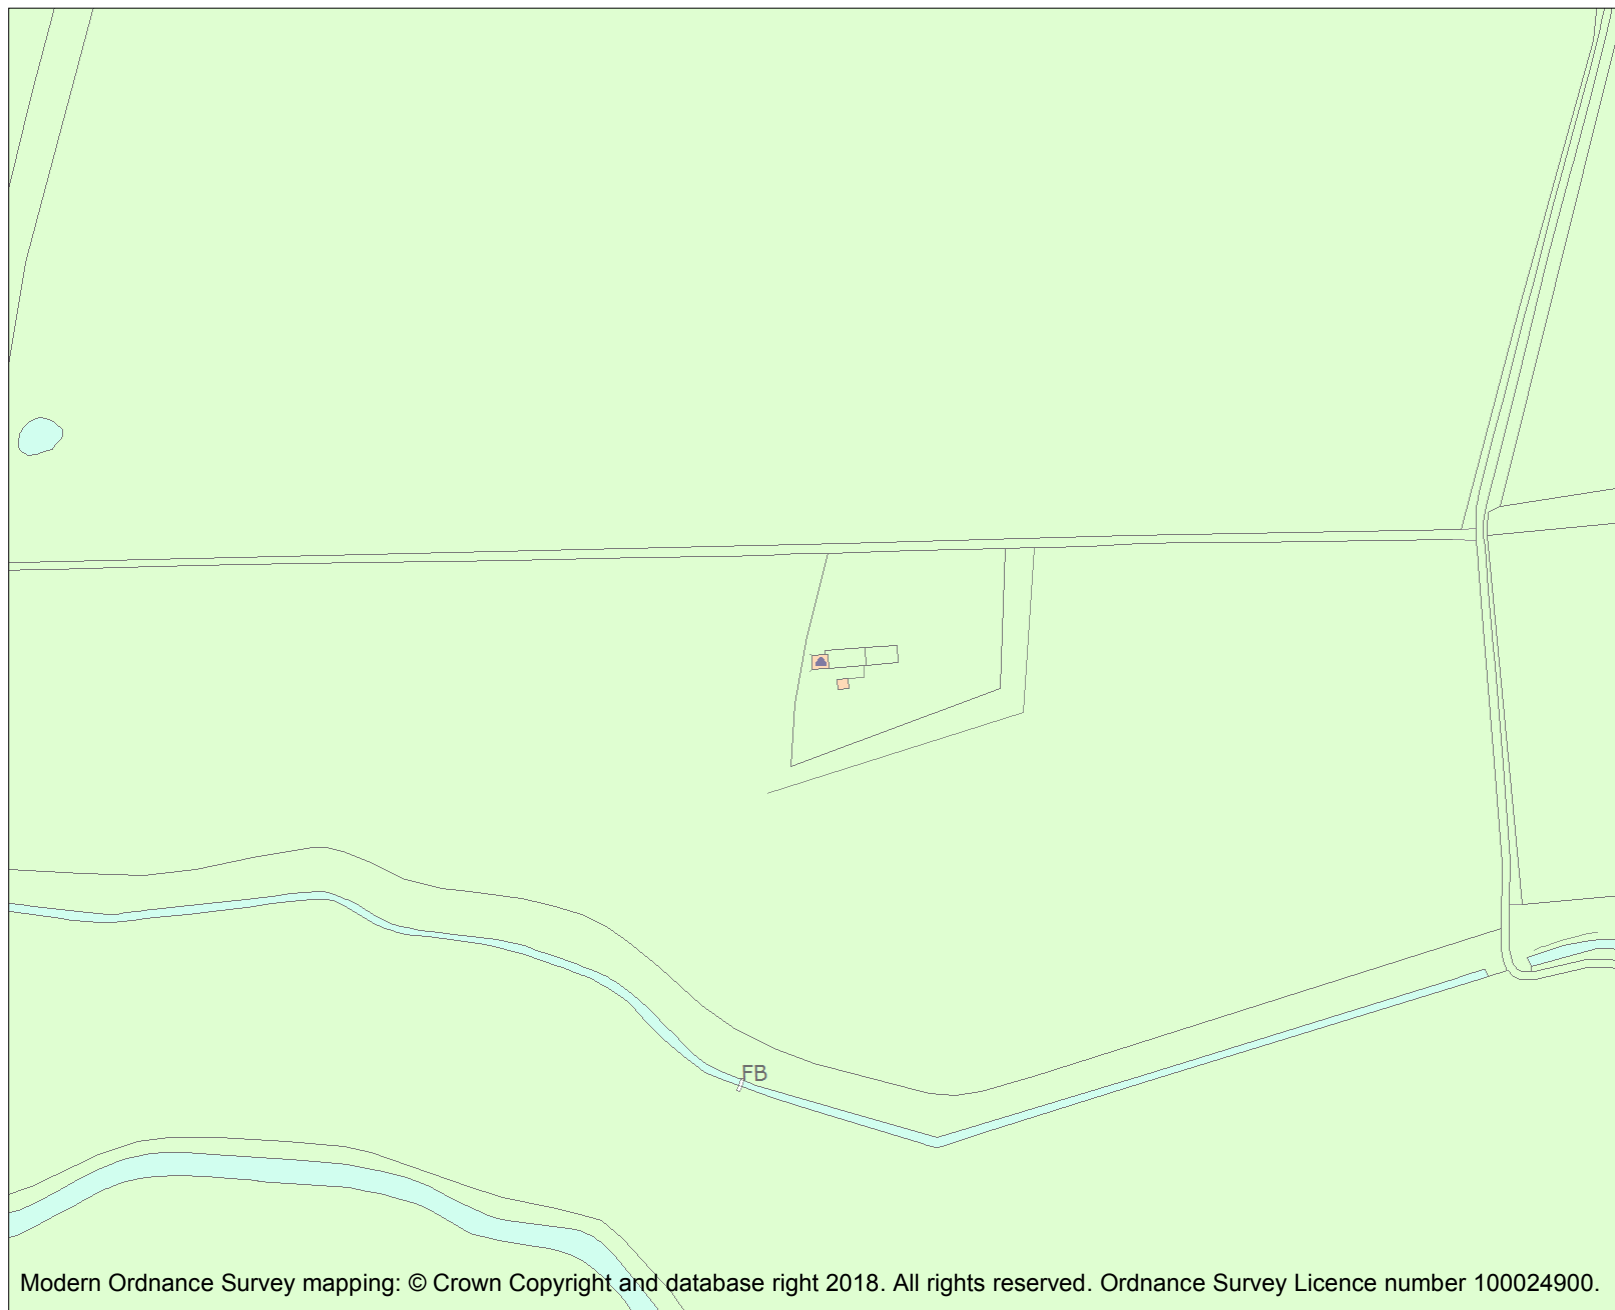 FB
Modern Ordnance Survey mapping: © Crown Copyright and database right 2018. All rights reserved. Ordnance Survey Licence number 100024900.